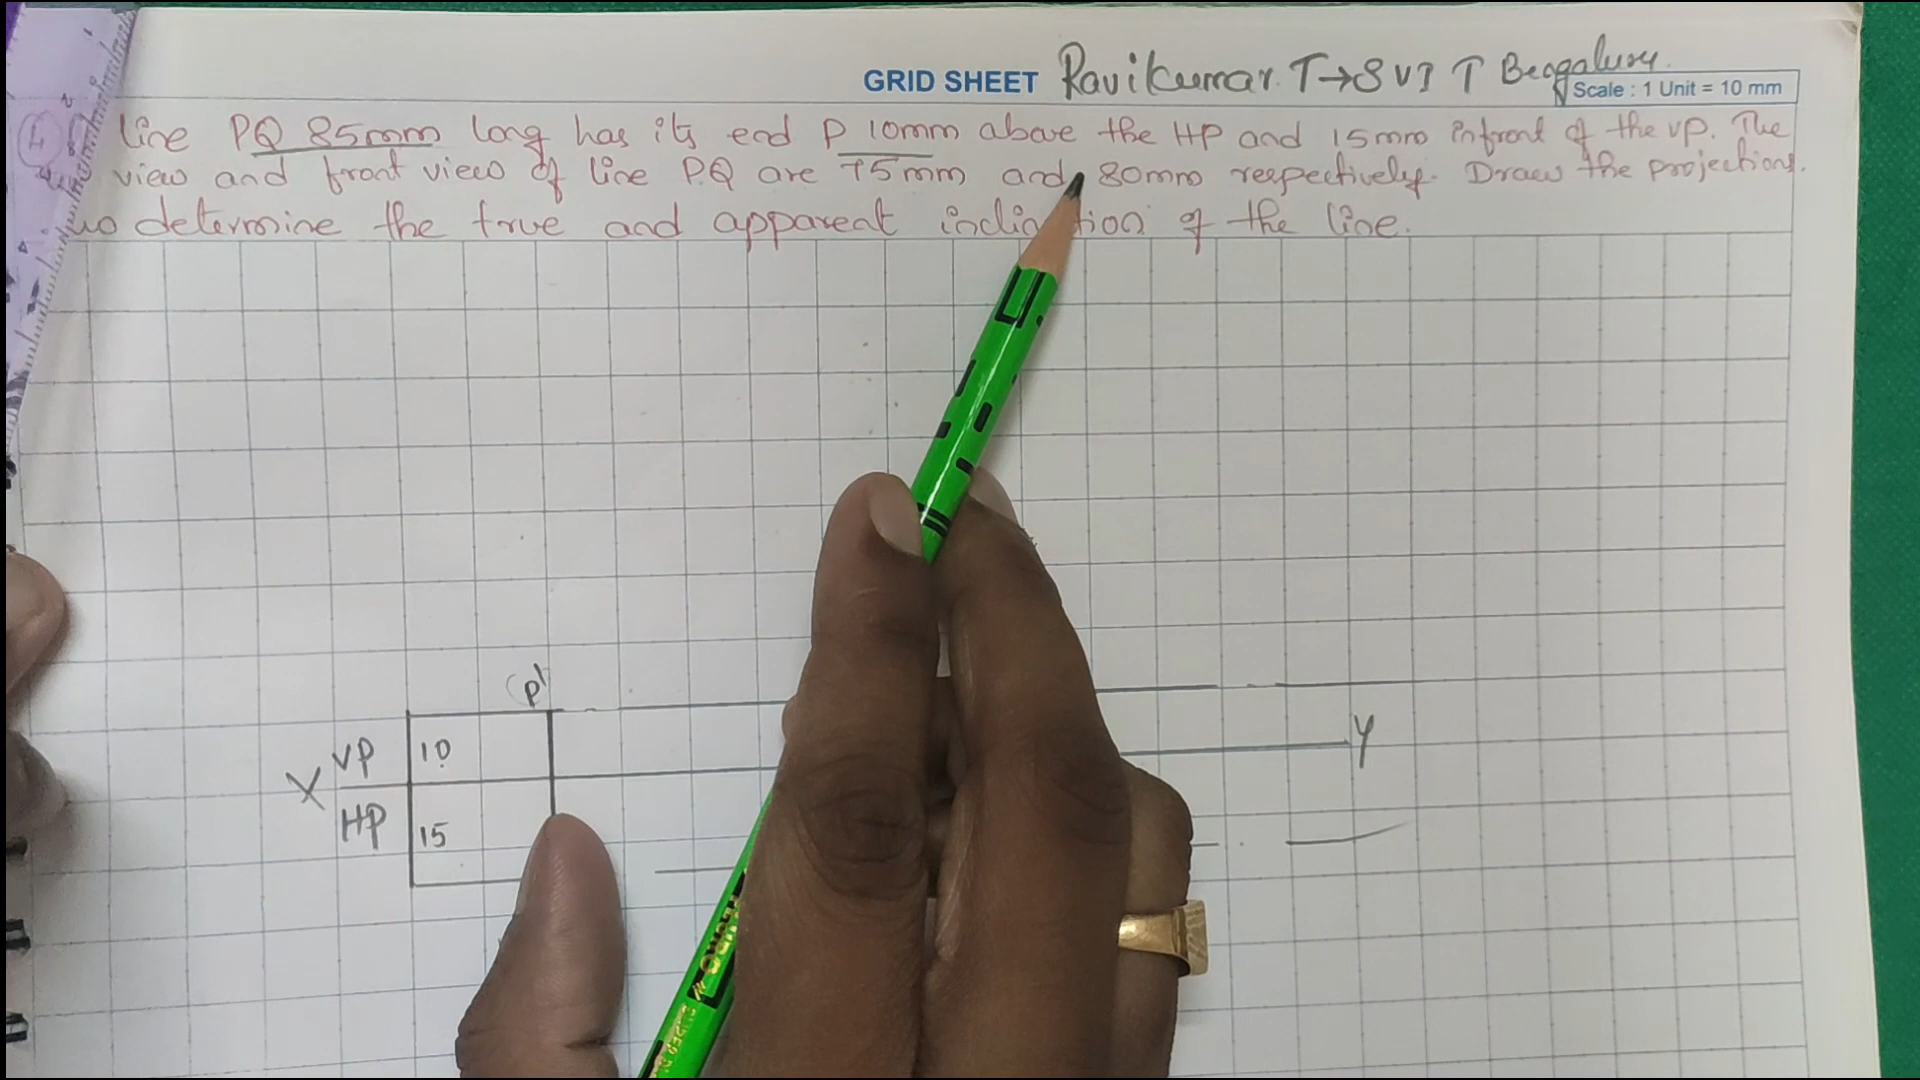 GRID SHEET Ravikumar. T → SVIT Bengaluru.
Scale : 1 Unit = 10 mm
4 line PQ 85mm long has its end P 10mm above the HP and 15mm infront of the VP. The
view and front view of line PQ are 75mm and 80mm respectively. Draw the projections.
determine the true and apparent inclination of the line.
p'
VP 10
X Y
HP 15